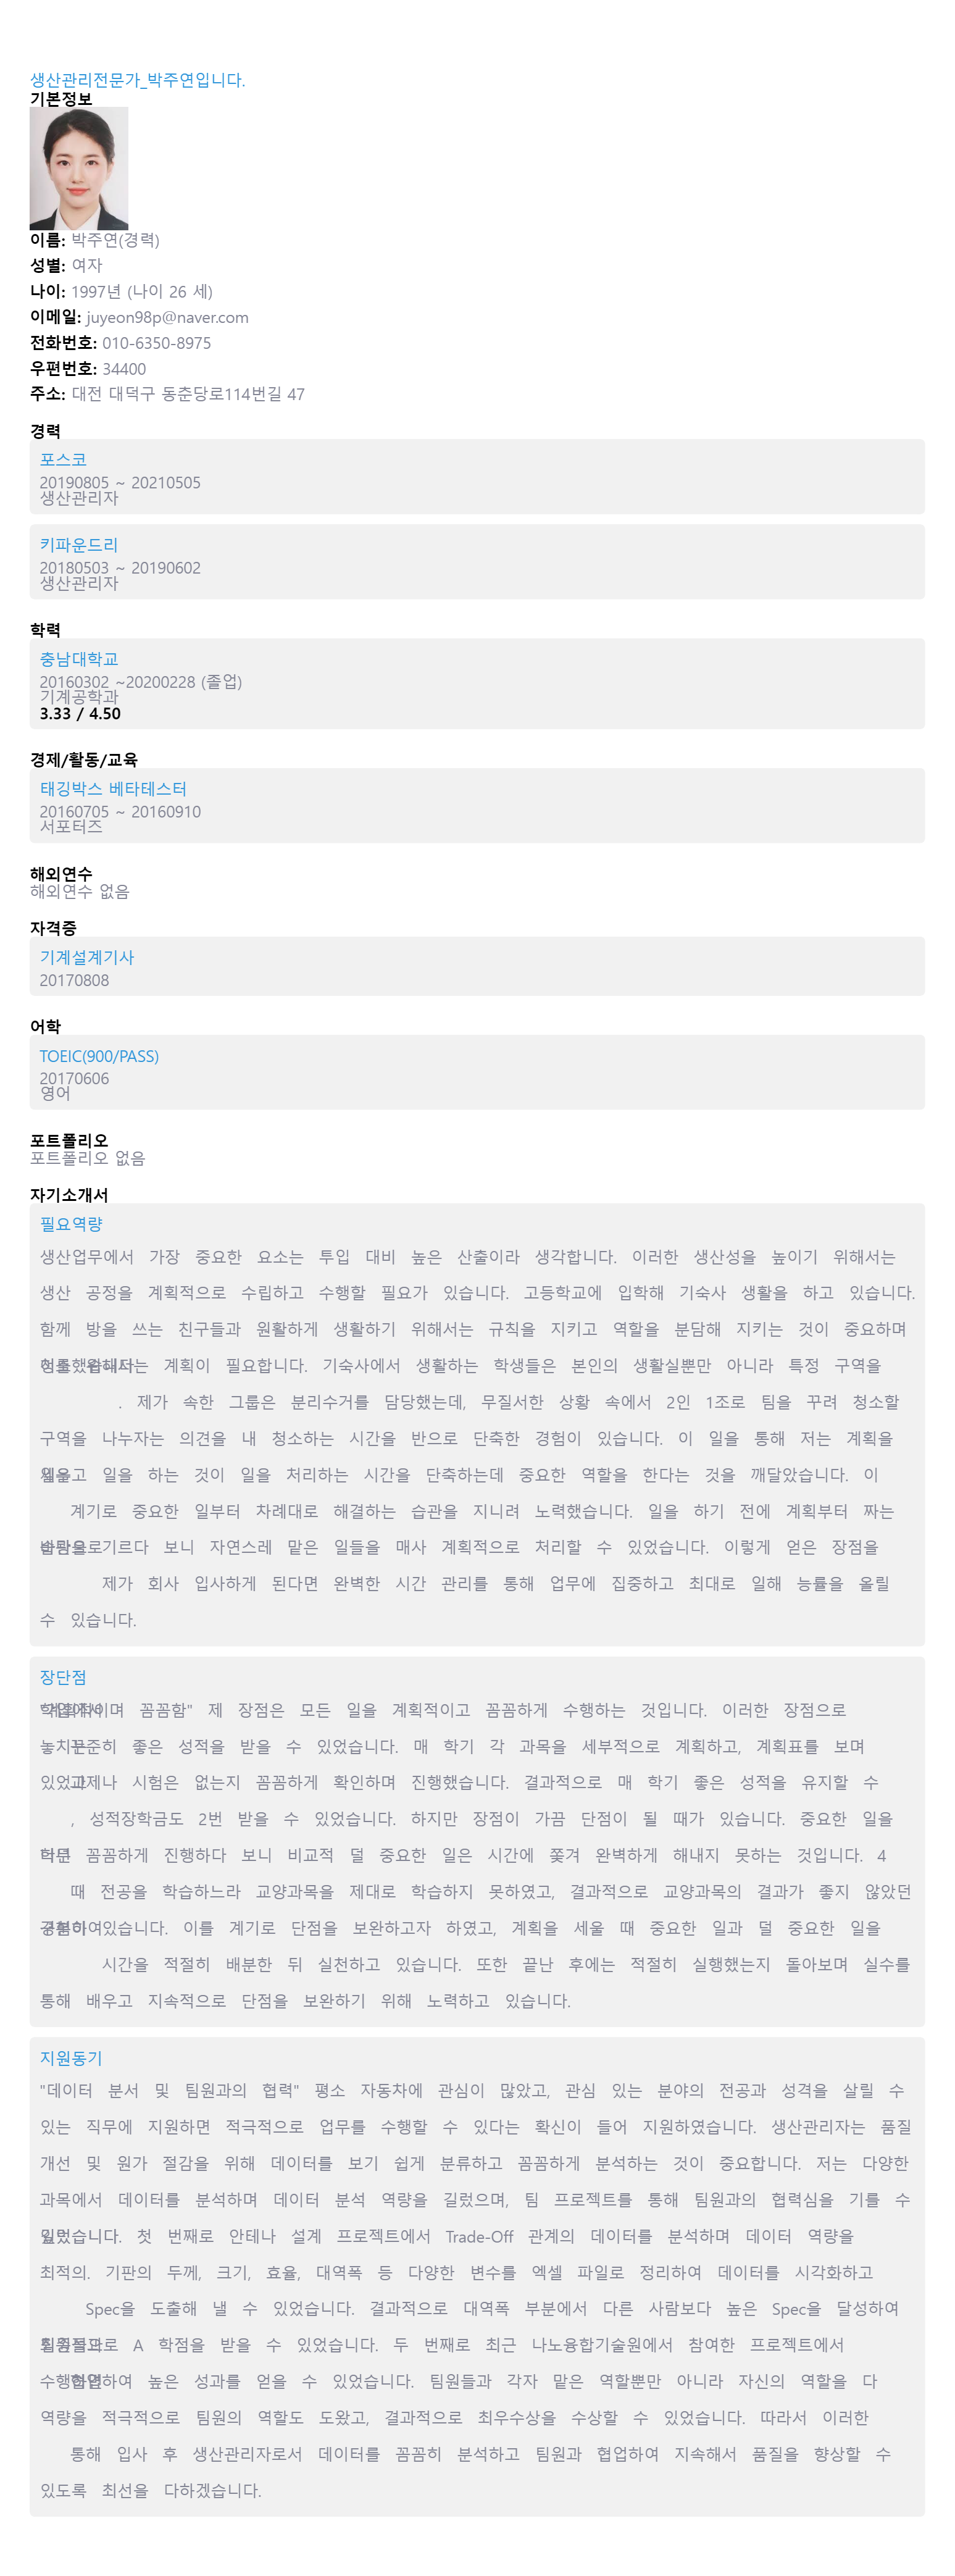 생산관리전문가_박주연입니다.
기본정보
이름: 박주연(경력)
성별: 여자
나이: 1997년 (나이 26 세)
이메일: juyeon98p@naver.com
전화번호: 010-6350-8975
우편번호: 34400
주소: 대전 대덕구 동춘당로114번길 47
경력
포스코
20190805 ~ 20210505
생산관리자
키파운드리
20180503 ~ 20190602
생산관리자
학력
충남대학교
20160302 ~20200228 (졸업)
기계공학과
3.33 / 4.50
경제/활동/교육
태깅박스 베타테스터
20160705 ~ 20160910
서포터즈
해외연수
해외연수 없음
자격증
기계설계기사
20170808
어학
TOEIC(900/PASS)
20170606
영어
포트폴리오
포트폴리오 없음
자기소개서
필요역량
생산업무에서 가장 중요한 요소는 투입 대비 높은 산출이라 생각합니다. 이러한 생산성을 높이기 위해서는
생산 공정을 계획적으로 수립하고 수행할 필요가 있습니다. 고등학교에 입학해 기숙사 생활을 하고 있습니다.
함께 방을 쓰는 친구들과 원활하게 생활하기 위해서는 규칙을 지키고 역할을 분담해 지키는 것이 중요하며
계획이 필요합니다. 기숙사에서 생활하는 학생들은 본인의 생활실뿐만 아니라 특정 구역을
. 제가 속한 그룹은 분리수거를 담당했는데, 무질서한 상황 속에서 2인 1조로 팀을 꾸려 청소할
구역을 나누자는 의견을 내 청소하는 시간을 반으로 단축한 경험이 있습니다. 이 일을 통해 저는 계획을
일을 하는 것이 일을 처리하는 시간을 단축하는데 중요한 역할을 한다는 것을 깨달았습니다. 이
계기로 중요한 일부터 차례대로 해결하는 습관을 지니려 노력했습니다. 일을 하기 전에 계획부터 짜는
기르다 보니 자연스레 맡은 일들을 매사 계획적으로 처리할 수 있었습니다. 이렇게 얻은 장점을
제가 회사 입사하게 된다면 완벽한 시간 관리를 통해 업무에 집중하고 최대로 일해 능률을 올릴
수 있습니다.
장단점
꼼꼼함" 제 장점은 모든 일을 계획적이고 꼼꼼하게 수행하는 것입니다. 이러한 장점으로
좋은 성적을 받을 수 있었습니다. 매 학기 각 과목을 세부적으로 계획하고, 계획표를 보며
시험은 없는지 꼼꼼하게 확인하며 진행했습니다. 결과적으로 매 학기 좋은 성적을 유지할 수
, 성적장학금도 2번 받을 수 있었습니다. 하지만 장점이 가끔 단점이 될 때가 있습니다. 중요한 일을
꼼꼼하게 진행하다 보니 비교적 덜 중요한 일은 시간에 쫓겨 완벽하게 해내지 못하는 것입니다. 4
때 전공을 학습하느라 교양과목을 제대로 학습하지 못하였고, 결과적으로 교양과목의 결과가 좋지 않았던
있습니다. 이를 계기로 단점을 보완하고자 하였고, 계획을 세울 때 중요한 일과 덜 중요한 일을
시간을 적절히 배분한 뒤 실천하고 있습니다. 또한 끝난 후에는 적절히 실행했는지 돌아보며 실수를
통해 배우고 지속적으로 단점을 보완하기 위해 노력하고 있습니다.
지원동기
"데이터 분서 및 팀원과의 협력" 평소 자동차에 관심이 많았고, 관심 있는 분야의 전공과 성격을 살릴 수
있는 직무에 지원하면 적극적으로 업무를 수행할 수 있다는 확신이 들어 지원하였습니다. 생산관리자는 품질
개선 및 원가 절감을 위해 데이터를 보기 쉽게 분류하고 꼼꼼하게 분석하는 것이 중요합니다. 저는 다양한
과목에서 데이터를 분석하며 데이터 분석 역량을 길렀으며, 팀 프로젝트를 통해 팀원과의 협력심을 기를 수
첫 번째로 안테나 설계 프로젝트에서 Trade-Off 관계의 데이터를 분석하며 데이터 역량을
최적의. 기판의 두께, 크기, 효율, 대역폭 등 다양한 변수를 엑셀 파일로 정리하여 데이터를 시각화하고
Spec을 도출해 낼 수 있었습니다. 결과적으로 대역폭 부분에서 다른 사람보다 높은 Spec을 달성하여
A 학점을 받을 수 있었습니다. 두 번째로 최근 나노융합기술원에서 참여한 프로젝트에서
높은 성과를 얻을 수 있었습니다. 팀원들과 각자 맡은 역할뿐만 아니라 자신의 역할을 다
역량을 적극적으로 팀원의 역할도 도왔고, 결과적으로 최우수상을 수상할 수 있었습니다. 따라서 이러한
통해 입사 후 생산관리자로서 데이터를 꼼꼼히 분석하고 팀원과 협업하여 지속해서 품질을 향상할 수
있도록 최선을 다하겠습니다.